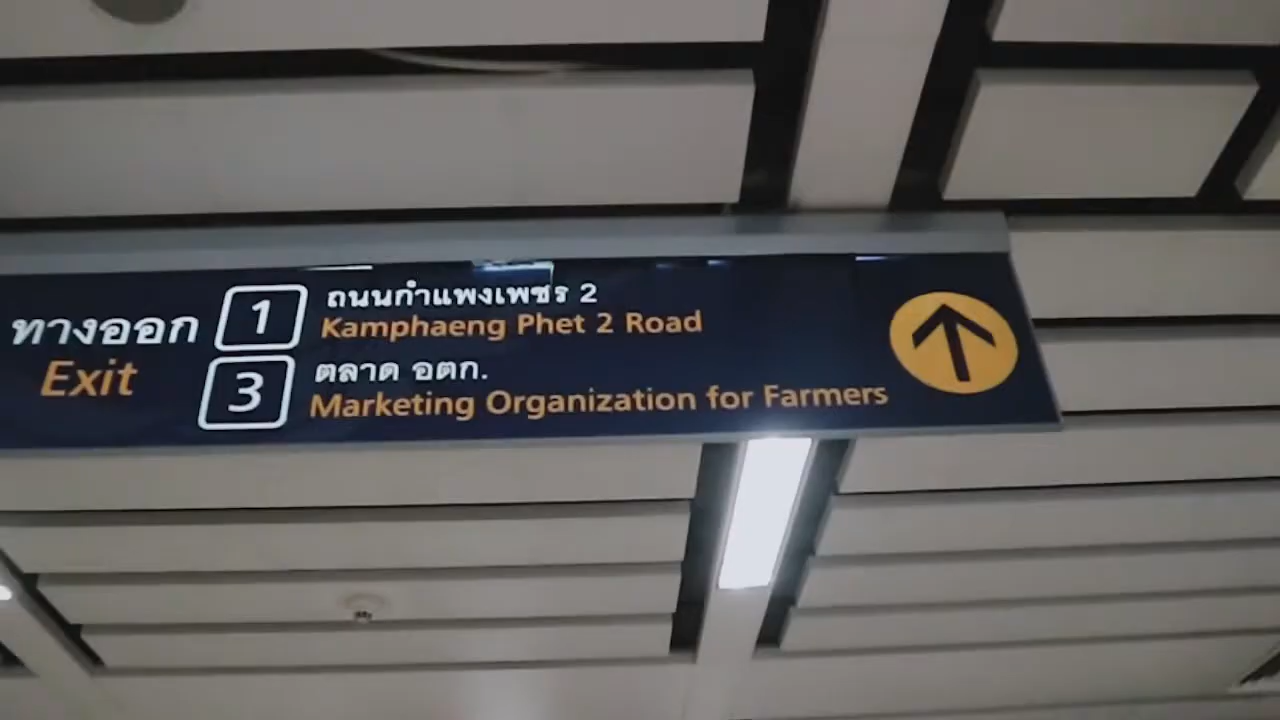 ทางออก
Exit
1
ถนนกำแพงเพชร 2
Kamphaeng Phet 2 Road
3
ตลาด อตก.
Marketing Organization for Farmers